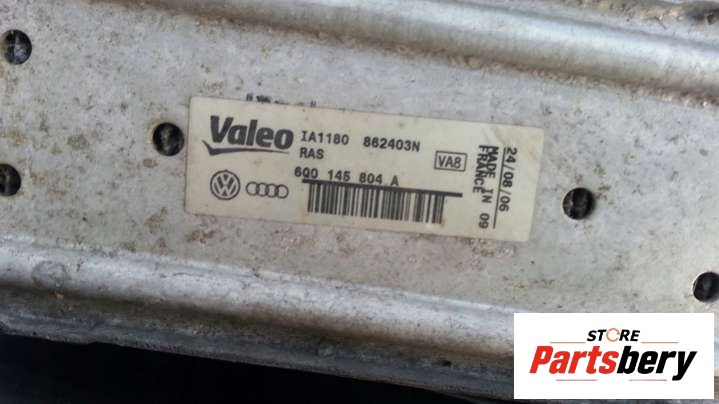 Valeo
IA1180 862403N
RAS
6Q0 145 804 A
VA8
24/08/06
MADE IN 09
FRANCE
STORE
Partsbery